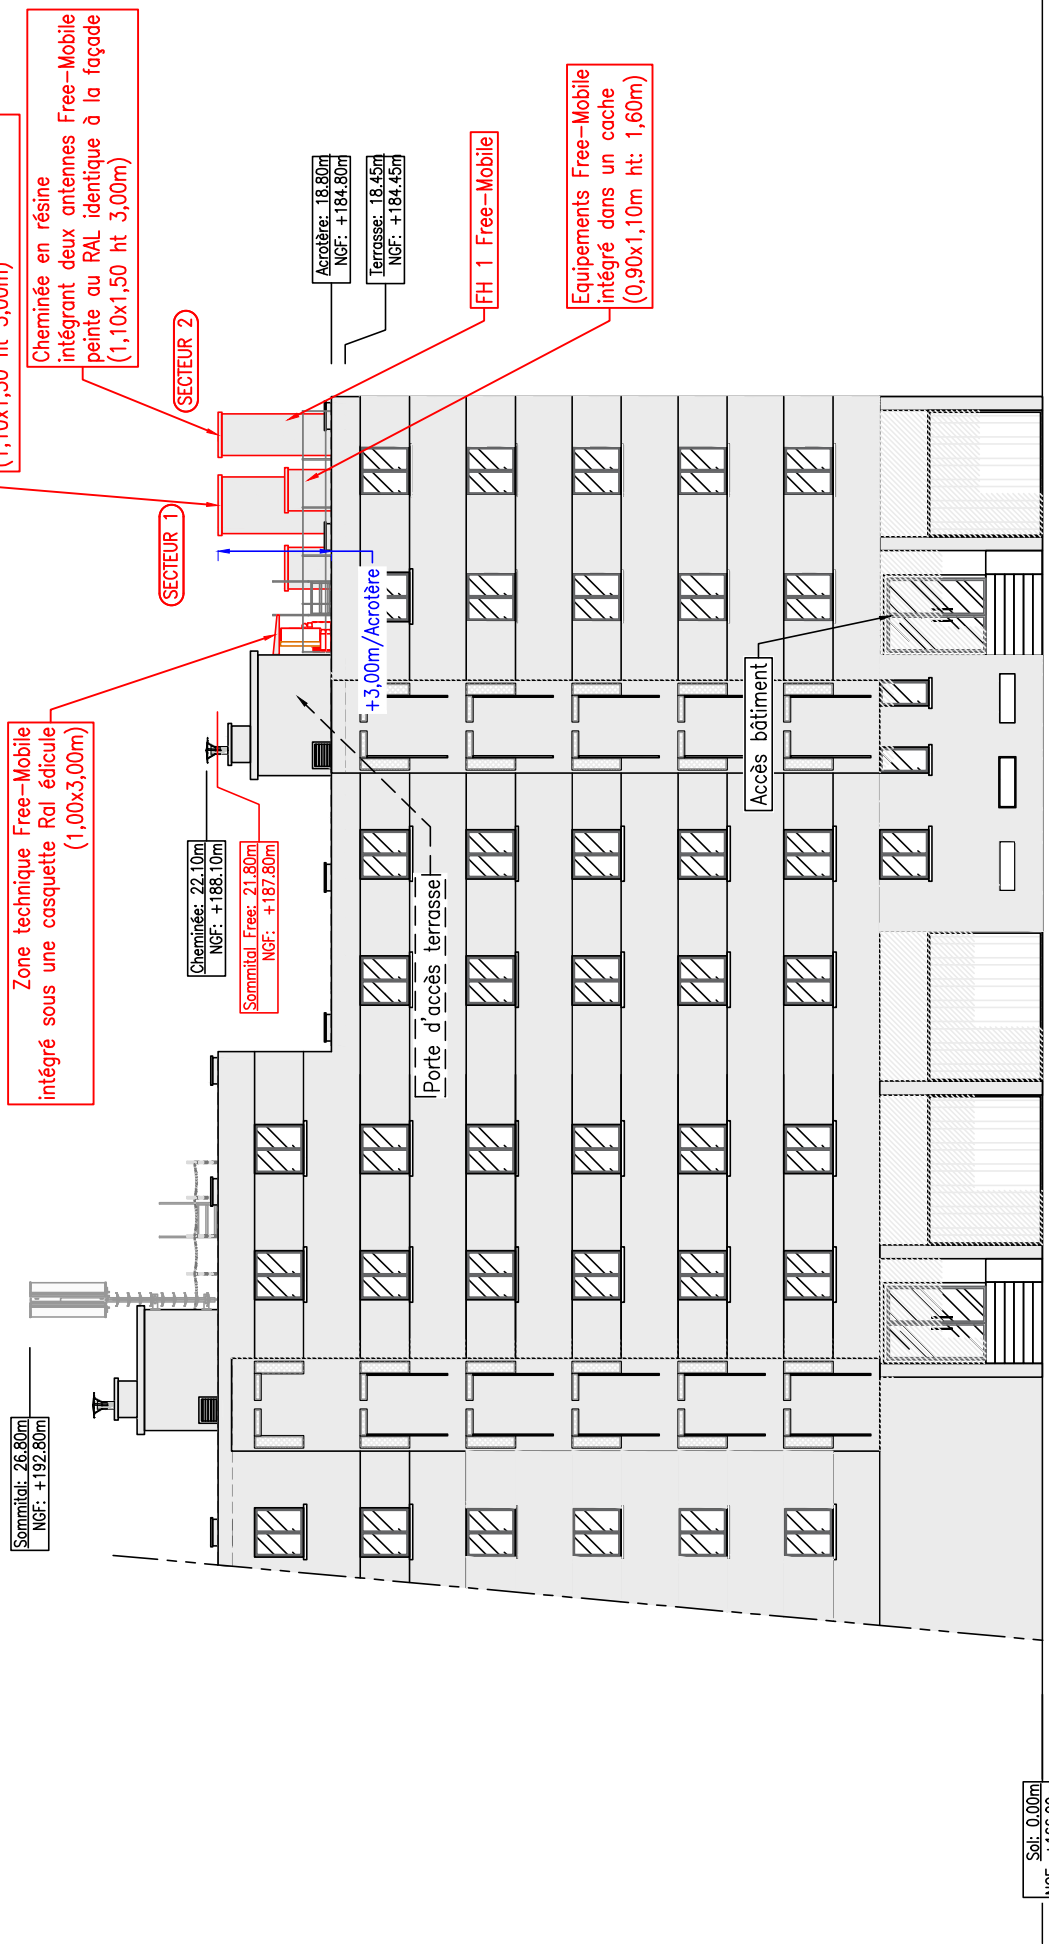 Sommital: 26.80m
NGF: +192.80m
Zone technique Free-Mobile
intégré sous une casquette Ral édicule
(1,00x3,00m)
Cheminée: 22.10m
NGF: +188.10m
Sommital Free: 21.80m
NGF: +187.80m
SECTEUR 1
SECTEUR 2
Cheminée en résine
intégrant deux antennes Free-Mobile
peinte au RAL identique à la façade
(1,10x1,50 ht 3,00m)
Acrotère: 18.80m
NGF: +184.80m
Terrasse: 18.45m
NGF: +184.45m
FH 1 Free-Mobile
Equipements Free-Mobile
intégré dans un cache
(0,90x1,10m ht: 1,60m)
+3,00m/Acrotère
Porte d'accès terrasse
Accès bâtiment
Sol: 0.00m